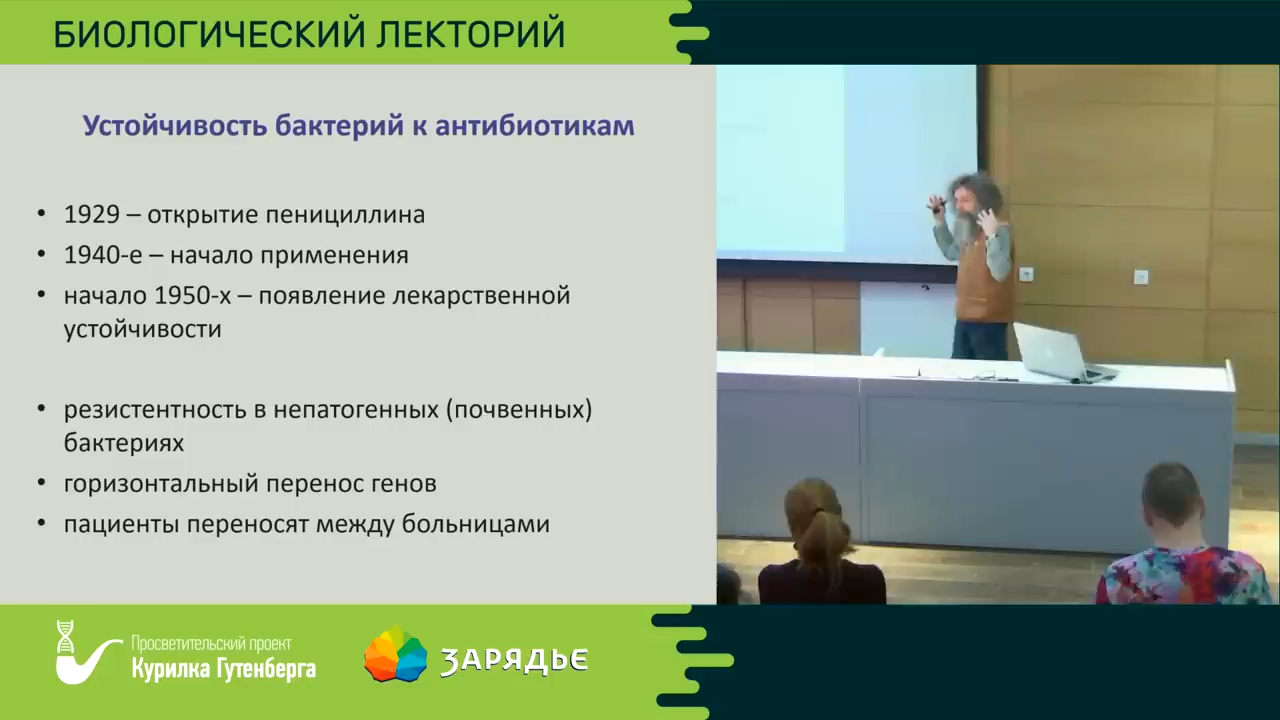 БИОЛОГИЧЕСКИЙ ЛЕКТОРИЙ
Устойчивость бактерий к антибиотикам
• 1929 – открытие пенициллина
• 1940-е – начало применения
• начало 1950-х – появление лекарственной
устойчивости
• резистентность в непатогенных (почвенных)
бактериях
• горизонтальный перенос генов
• пациенты переносят между больницами
Просветительский проект
Курилка Гутенберга
ЗАРЯДЬЕ